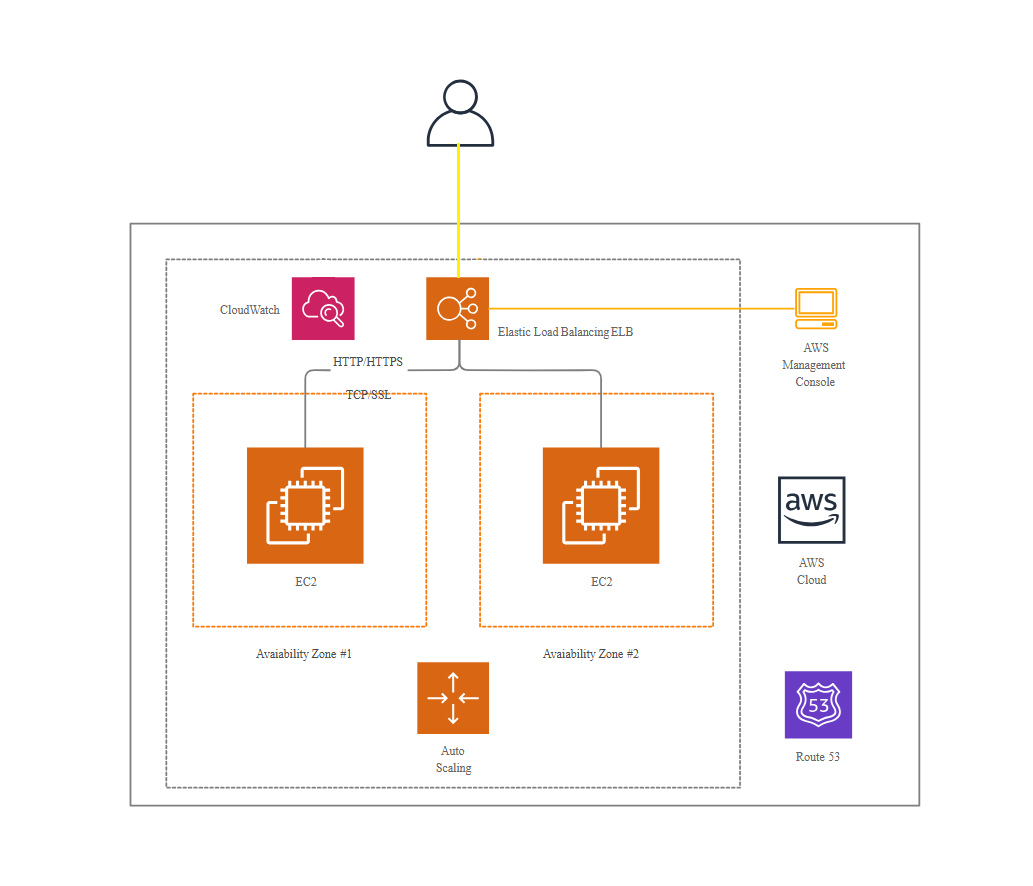 CloudWatch
Elastic Load Balancing ELB
AWS
Management
Console
HTTP/HTTPS
TCP/SSL
EC2
EC2
aws
AWS
Cloud
Avaiability Zone #1
Avaiability Zone #2
Auto
Scaling
53
Route 53